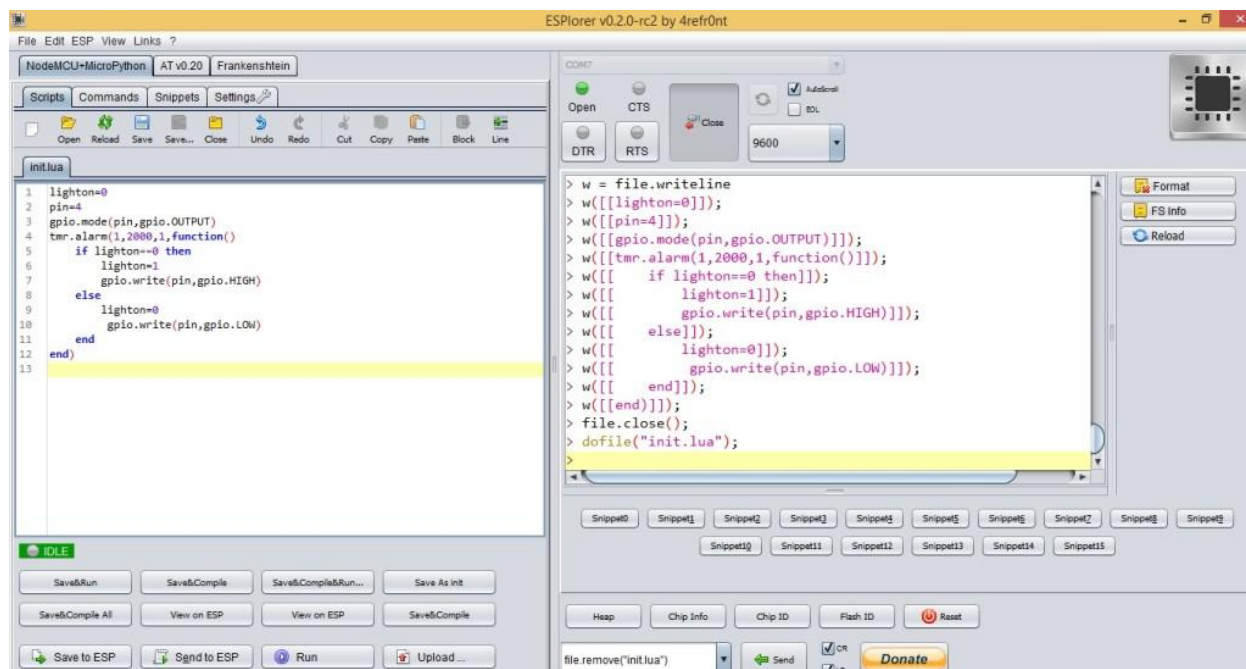 ESPlorer v0.2.0-rc2 by 4refr0nt
File Edit ESP View Links ?
NodeMCU+MicroPython AT v0.20 Frankenshtein
Scripts Commands Snippets Settings
Open Reload Save Save... Close Undo Redo Cut Copy Paste Block Line
init.lua
1 lighton=0
2 pin=4
3 gpio.mode(pin,gpio.OUTPUT)
4 tmr.alarm(1,2000,1,function()
5     if lighton==0 then
6         lighton=1
7         gpio.write(pin,gpio.HIGH)
8     else
9         lighton=0
10          gpio.write(pin,gpio.LOW)
11     end
12 end)
13
IDLE
Save&Run Save&Compile Save&Compile&Run... Save As init
Save&Compile All View on ESP View on ESP Save&Compile
Save to ESP Send to ESP Run Upload ...
COM7
Open CTS Close AutoScroll
EOL
DTR RTS 9600
> w = file.writeline
> w([[lighton=0]]);
> w([[pin=4]]);
> w([[gpio.mode(pin,gpio.OUTPUT)]]);
> w([[tmr.alarm(1,2000,1,function()]]);
> w([[    if lighton==0 then]]);
> w([[        lighton=1]]);
> w([[        gpio.write(pin,gpio.HIGH)]]);
> w([[    else]]);
> w([[        lighton=0]]);
> w([[         gpio.write(pin,gpio.LOW)]]);
> w([[    end]]);
> w([[end)]]);
> file.close();
> dofile("init.lua");
>
Format
FS Info
Reload
Snippet0 Snippet1 Snippet2 Snippet3 Snippet4 Snippet5 Snippet6 Snippet7 Snippet8 Snippet9
Snippet10 Snippet11 Snippet12 Snippet13 Snippet14 Snippet15
Heap Chip Info Chip ID Flash ID Reset
file.remove("init.lua") Send CR Donate